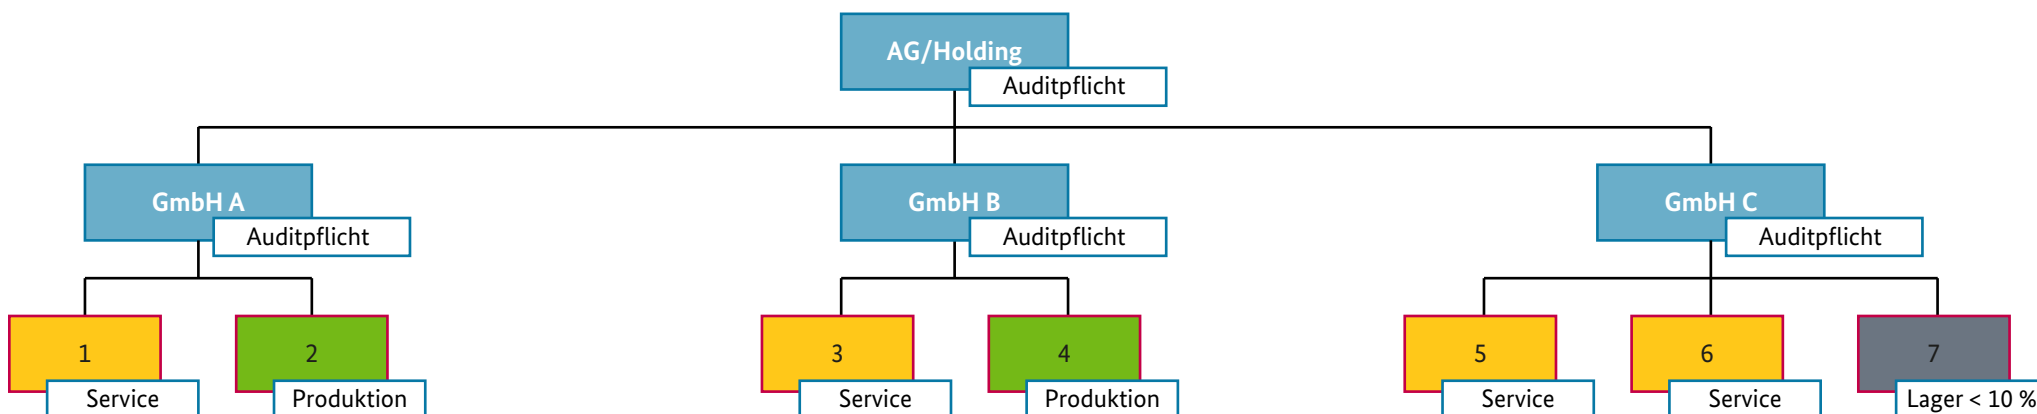 AG/Holding
Auditpflicht
GmbH A
Auditpflicht
GmbH B
Auditpflicht
GmbH C
Auditpflicht
1
Service
2
Produktion
3
Service
4
Produktion
5
Service
6
Service
7
Lager < 10 %